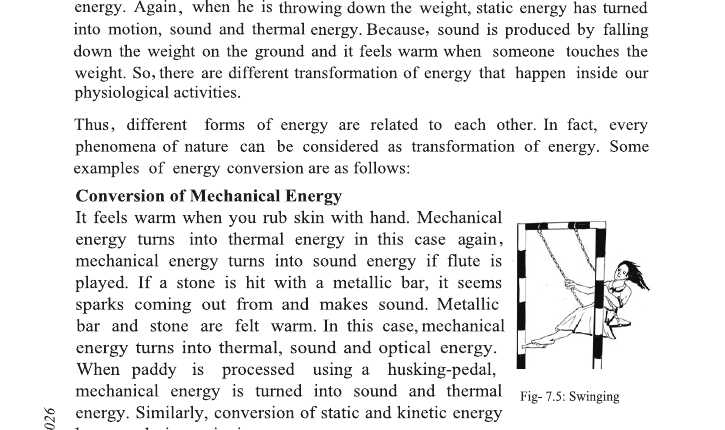 energy. Again, when he is throwing down the weight, static energy has turned
into motion, sound and thermal energy. Because, sound is produced by falling
down the weight on the ground and it feels warm when someone touches the
weight. So, there are different transformation of energy that happen inside our
physiological activities.
Thus, different forms of energy are related to each other. In fact, every
phenomena of nature can be considered as transformation of energy. Some
examples of energy conversion are as follows:
Conversion of Mechanical Energy
It feels warm when you rub skin with hand. Mechanical
energy turns into thermal energy in this case again,
mechanical energy turns into sound energy if flute is
played. If a stone is hit with a metallic bar, it seems
sparks coming out from and makes sound. Metallic
bar and stone are felt warm. In this case, mechanical
energy turns into thermal, sound and optical energy.
When paddy is processed using a husking-pedal,
mechanical energy is turned into sound and thermal
energy. Similarly, conversion of static and kinetic energy
Fig- 7.5: Swinging
026